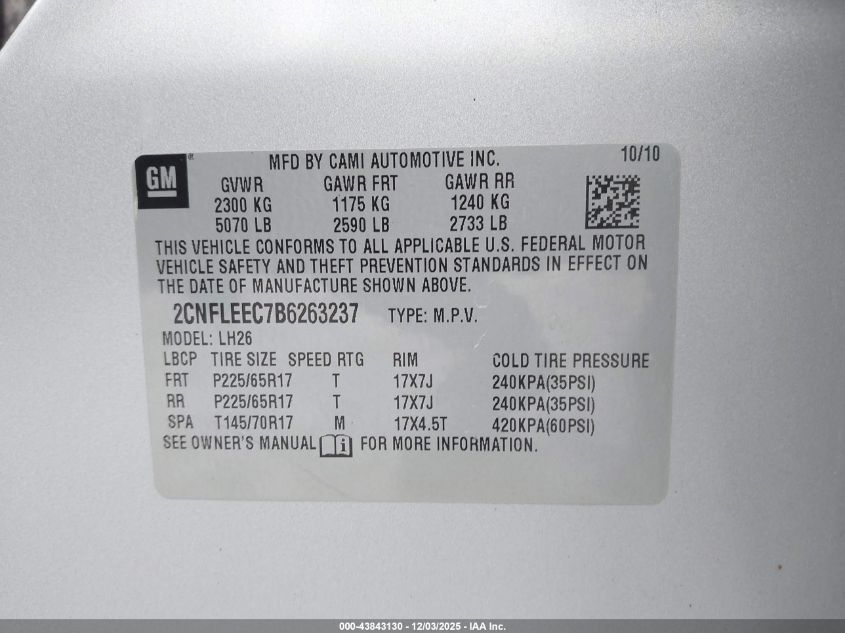 GM
MFD BY CAMI AUTOMOTIVE INC. 10/10
GVWR GAWR FRT GAWR RR
2300 KG 1175 KG 1240 KG
5070 LB 2590 LB 2733 LB
THIS VEHICLE CONFORMS TO ALL APPLICABLE U.S. FEDERAL MOTOR
VEHICLE SAFETY AND THEFT PREVENTION STANDARDS IN EFFECT ON
THE DATE OF MANUFACTURE SHOWN ABOVE.
2CNFLEEC7B6263237 TYPE: M.P.V.
MODEL: LH26
LBCP TIRE SIZE SPEED RTG RIM COLD TIRE PRESSURE
FRT P225/65R17 T 17X7J 240KPA(35PSI)
RR P225/65R17 T 17X7J 240KPA(35PSI)
SPA T145/70R17 M 17X4.5T 420KPA(60PSI)
SEE OWNER'S MANUAL FOR MORE INFORMATION.
000-43843130 - 12/03/2025 - IAA Inc.